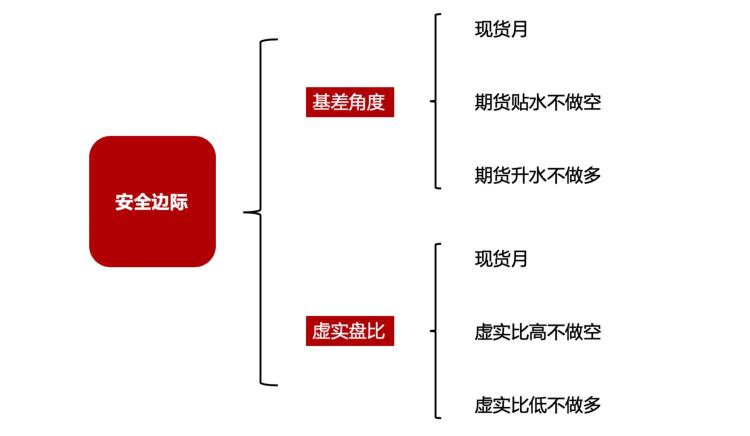 安全边际
基差角度
现货月
期货贴水不做空
期货升水不做多
虚实盘比
现货月
虚实比高不做空
虚实比低不做多